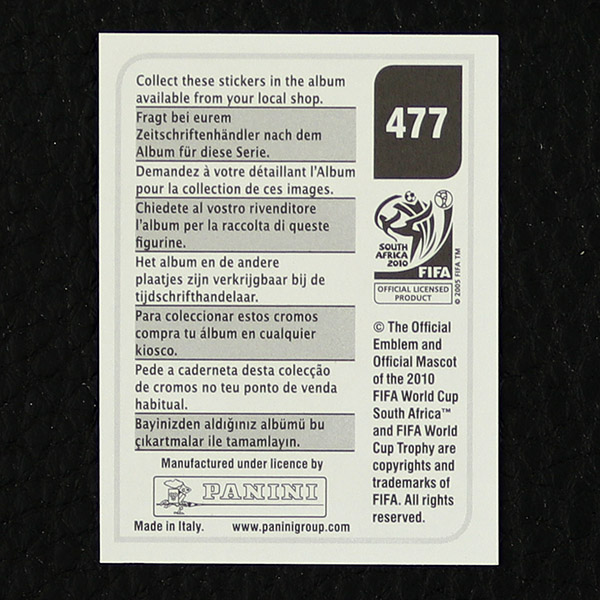 Collect these stickers in the album
available from your local shop.
Fragt bei eurem
Zeitschriftenhändler nach dem
Album für diese Serie.
Demandez à votre détaillant l'Album
pour la collection de ces images.
Chiedete al vostro rivenditore
l'album per la raccolta di queste
figurine.
Het album en de andere
plaatjes zijn verkrijgbaar bij de
tijdschrifthandelaar.
Para coleccionar estos cromos
compra tu álbum en cualquier
kiosco.
Pede a caderneta desta colecção
de cromos no teu ponto de venda
habitual.
Bayinizden aldığınız albümü bu
çıkartmalar ile tamamlayın.
Manufactured under licence by
PANINI
Made in Italy. www.paninigroup.com
477
SOUTH
AFRICA
2010
FIFA
© 2005 FIFA TM
OFFICIAL LICENSED
PRODUCT
© The Official
Emblem and
Official Mascot
of the 2010
FIFA World Cup
South Africa™
and FIFA World
Cup Trophy are
copyrights and
trademarks of
FIFA. All rights
reserved.